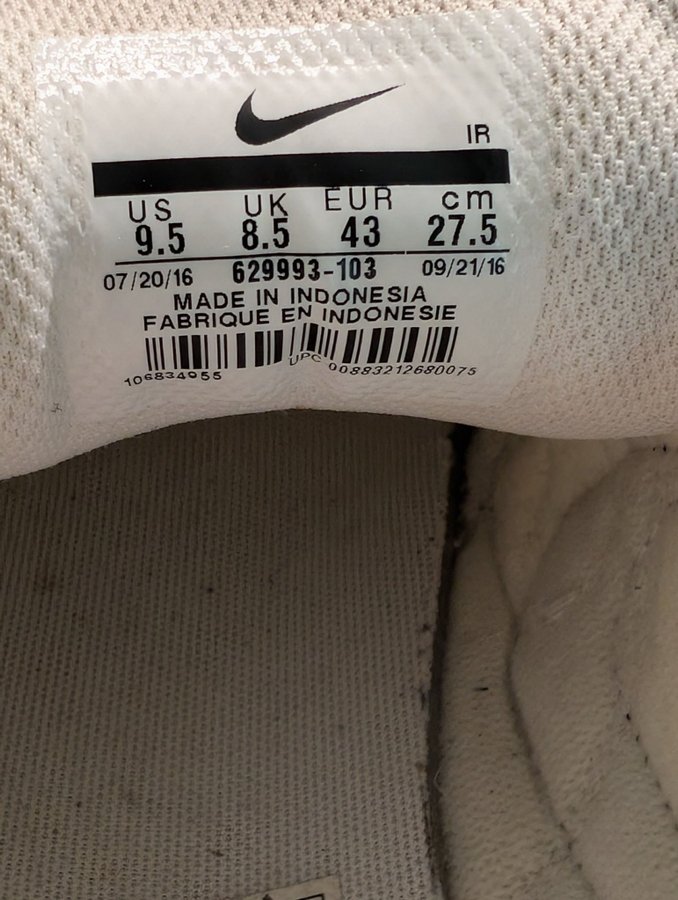 IR
US UK EUR cm
9.5 8.5 43 27.5
07/20/16 629993-103 09/21/16
MADE IN INDONESIA
FABRIQUE EN INDONESIE
106834955 UPC 00883212680075